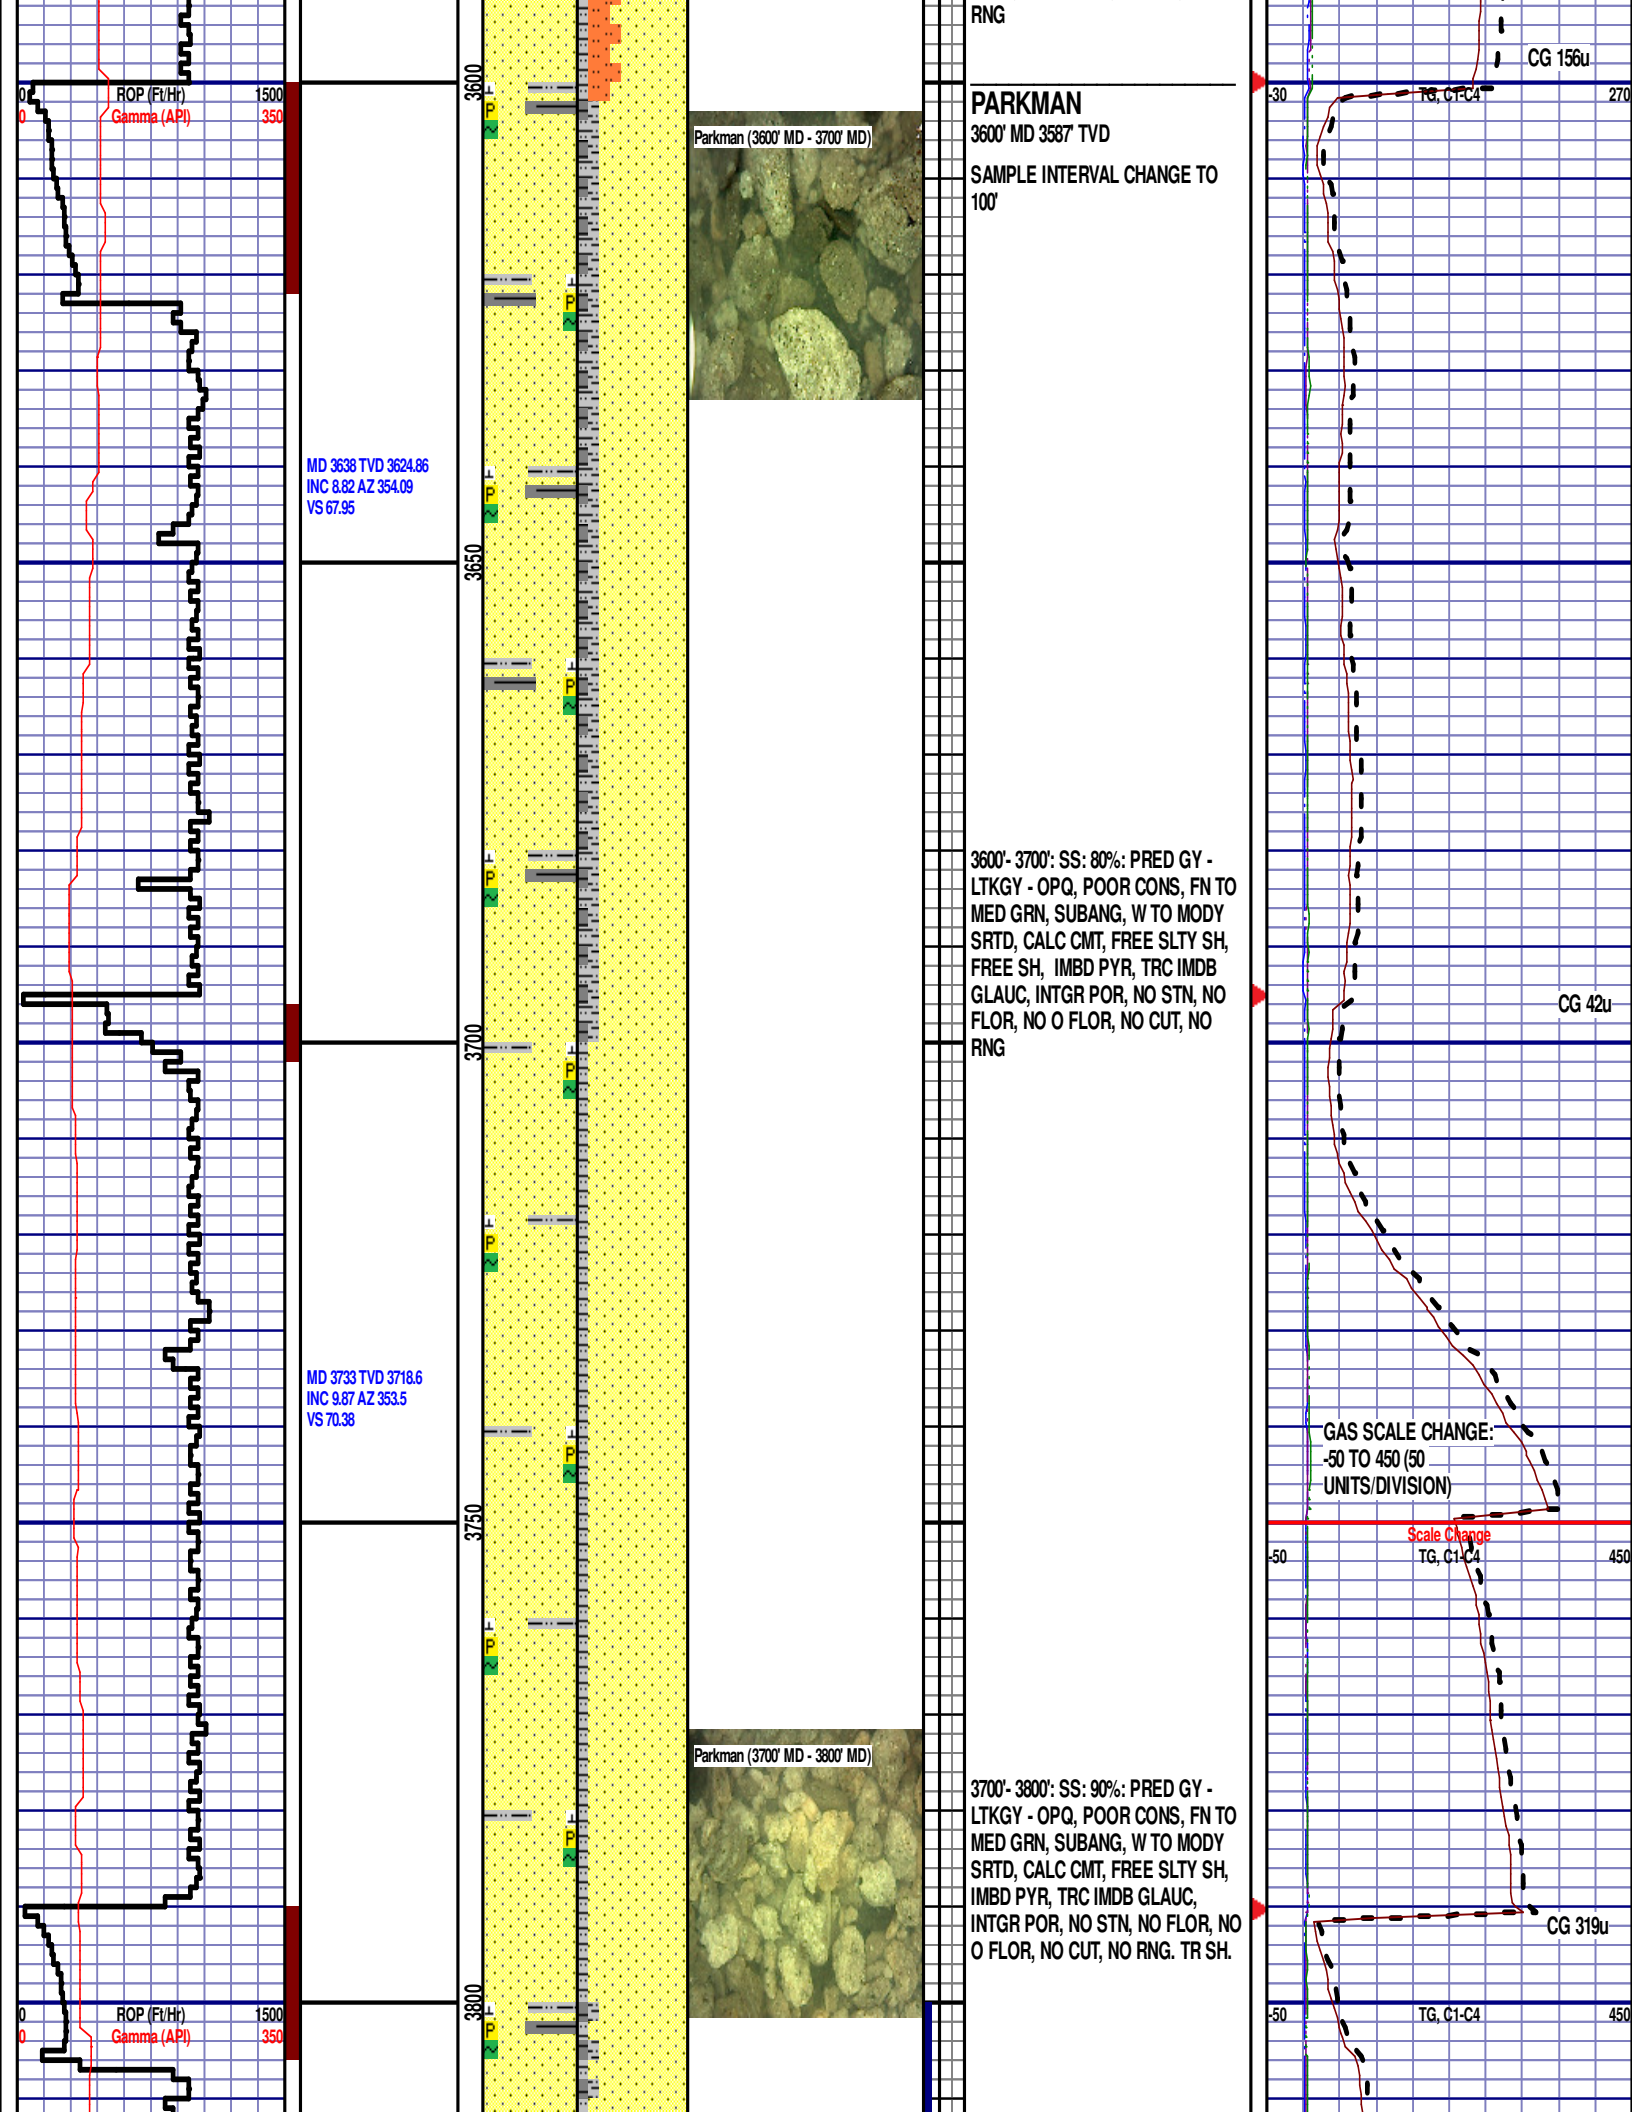 RNG
CG 156u
ROP (Ft/Hr)
0
1500
Gamma (API)
0
350
3600
P
Parkman (3600' MD - 3700' MD)
PARKMAN
3600' MD 3587' TVD
SAMPLE INTERVAL CHANGE TO
100'
-30
TG, C1-C4
270
P
MD 3638 TVD 3624.86
INC 8.82 AZ 354.09
VS 67.95
P
3650
P
P
3600'- 3700': SS: 80%: PRED GY -
LTKGY - OPQ, POOR CONS, FN TO
MED GRN, SUBANG, W TO MODY
SRTD, CALC CMT, FREE SLTY SH,
FREE SH, IMBD PYR, TRC IMDB
GLAUC, INTGR POR, NO STN, NO
FLOR, NO O FLOR, NO CUT, NO
RNG
CG 42u
3700
P
P
MD 3733 TVD 3718.6
INC 9.87 AZ 353.5
VS 70.38
P
GAS SCALE CHANGE:
-50 TO 450 (50
UNITS/DIVISION)
3750
Scale Change
-50
TG, C1-C4
450
P
Parkman (3700' MD - 3800' MD)
P
3700'- 3800': SS: 90%: PRED GY -
LTKGY - OPQ, POOR CONS, FN TO
MED GRN, SUBANG, W TO MODY
SRTD, CALC CMT, FREE SLTY SH,
IMBD PYR, TRC IMDB GLAUC,
INTGR POR, NO STN, NO FLOR, NO
O FLOR, NO CUT, NO RNG. TR SH.
CG 319u
3800
ROP (Ft/Hr)
0
1500
Gamma (API)
0
350
P
-50
TG, C1-C4
450